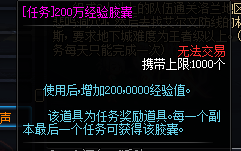 [任务]200万经验胶囊
无法交易
携带上限1000个
使用后,增加200,0000经验值。
该道具为任务奖励道具。每一个副
本最后一个任务可获得该胶囊。
声